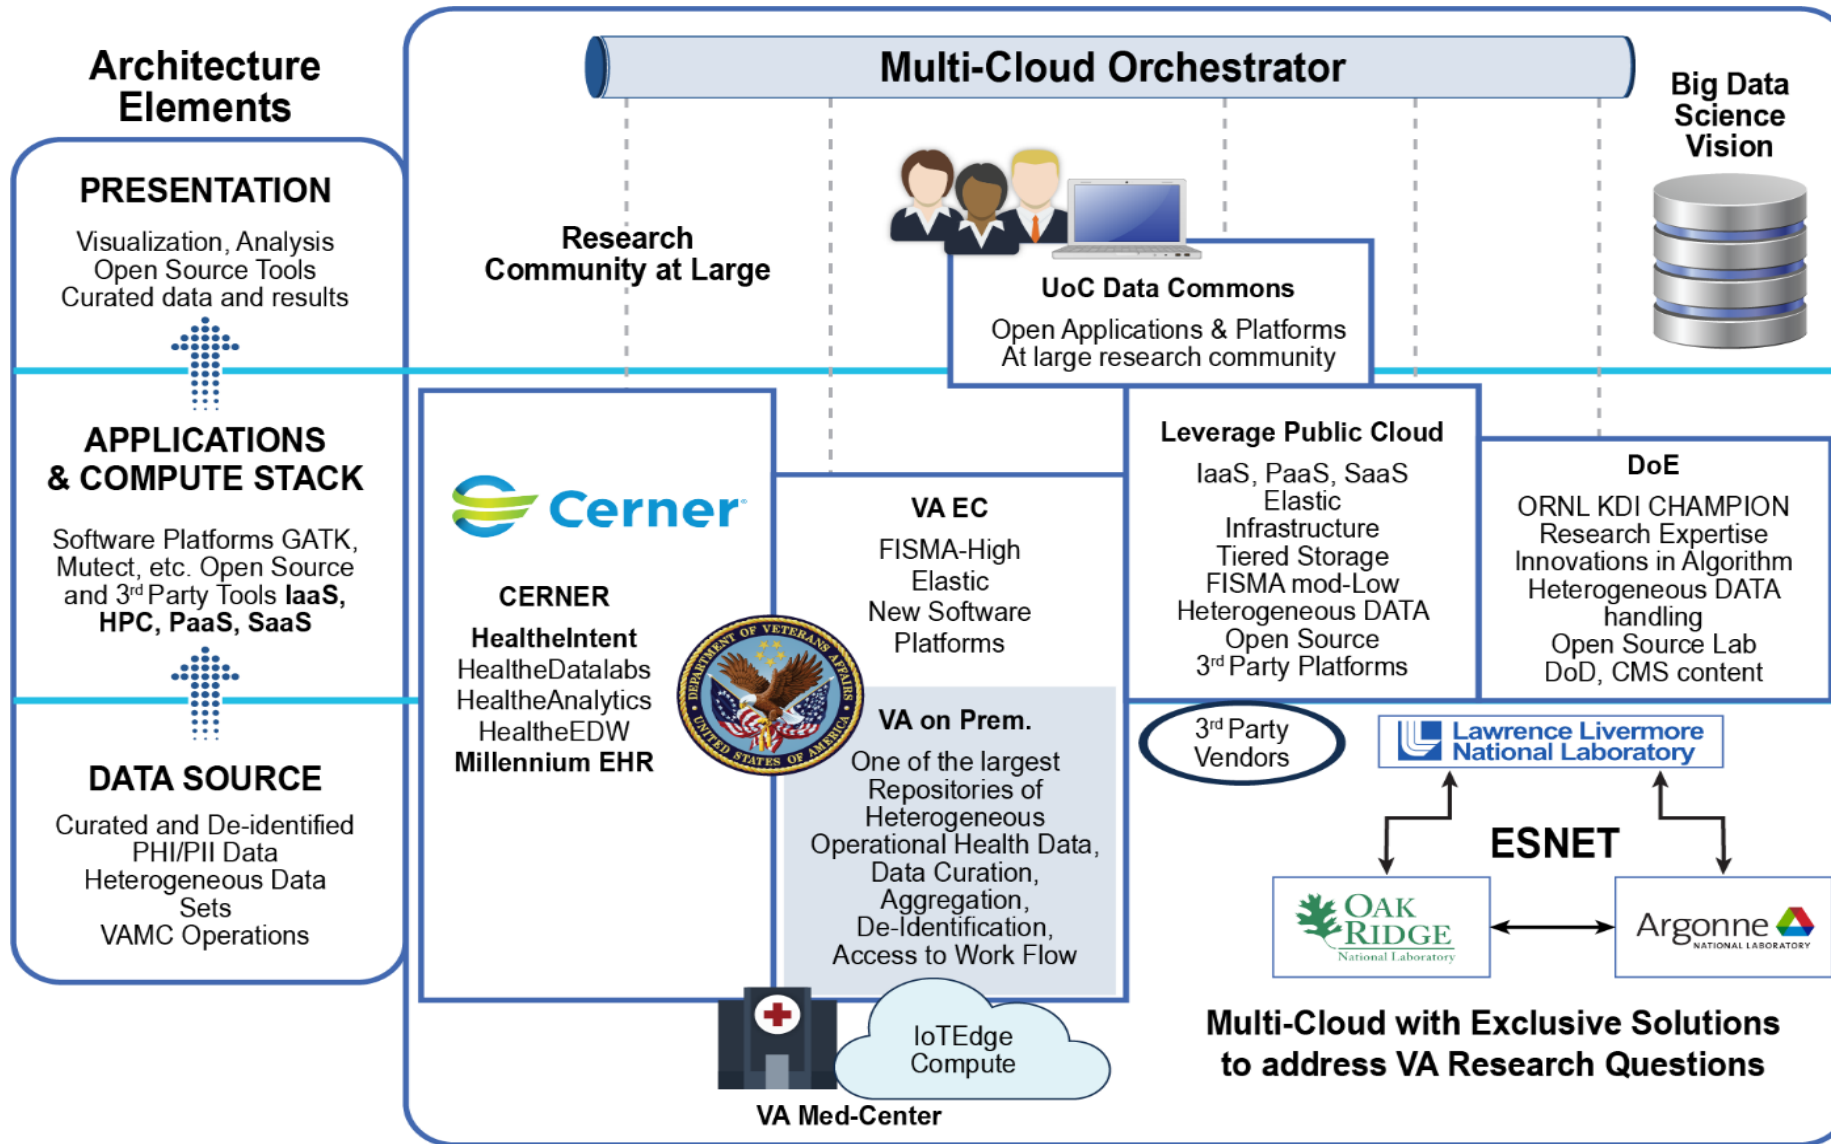 Architecture
Elements
PRESENTATION
Visualization, Analysis
Open Source Tools
Curated data and results
APPLICATIONS
& COMPUTE STACK
Software Platforms GATK,
Mutect, etc. Open Source
and 3rd Party Tools IaaS,
HPC, PaaS, SaaS
DATA SOURCE
Curated and De-identified
PHI/PII Data
Heterogeneous Data
Sets
VAMC Operations
Multi-Cloud Orchestrator
Big Data
Science
Vision
Research
Community at Large
UoC Data Commons
Open Applications & Platforms
At large research community
Cerner
CERNER
HealtheIntent
HealtheDatalabs
HealtheAnalytics
HealtheEDW
Millennium EHR
DEPARTMENT OF VETERANS AFFAIRS
UNITED STATES OF AMERICA
VA EC
FISMA-High
Elastic
New Software
Platforms
VA on Prem.
One of the largest
Repositories of
Heterogeneous
Operational Health Data,
Data Curation,
Aggregation,
De-Identification,
Access to Work Flow
Leverage Public Cloud
IaaS, PaaS, SaaS
Elastic
Infrastructure
Tiered Storage
FISMA mod-Low
Heterogeneous DATA
Open Source
3rd Party Platforms
DoE
ORNL KDI CHAMPION
Research Expertise
Innovations in Algorithm
Heterogeneous DATA
handling
Open Source Lab
DoD, CMS content
3rd Party
Vendors
Lawrence Livermore
National Laboratory
ESNET
OAK
RIDGE
National Laboratory
Argonne
NATIONAL LABORATORY
IoTEdge
Compute
VA Med-Center
Multi-Cloud with Exclusive Solutions
to address VA Research Questions